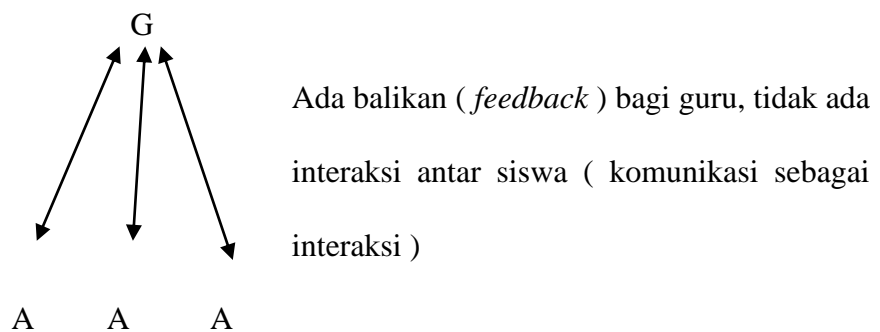 G
Ada balikan ( feedback ) bagi guru, tidak ada
interaksi antar siswa ( komunikasi sebagai
interaksi )
A A A